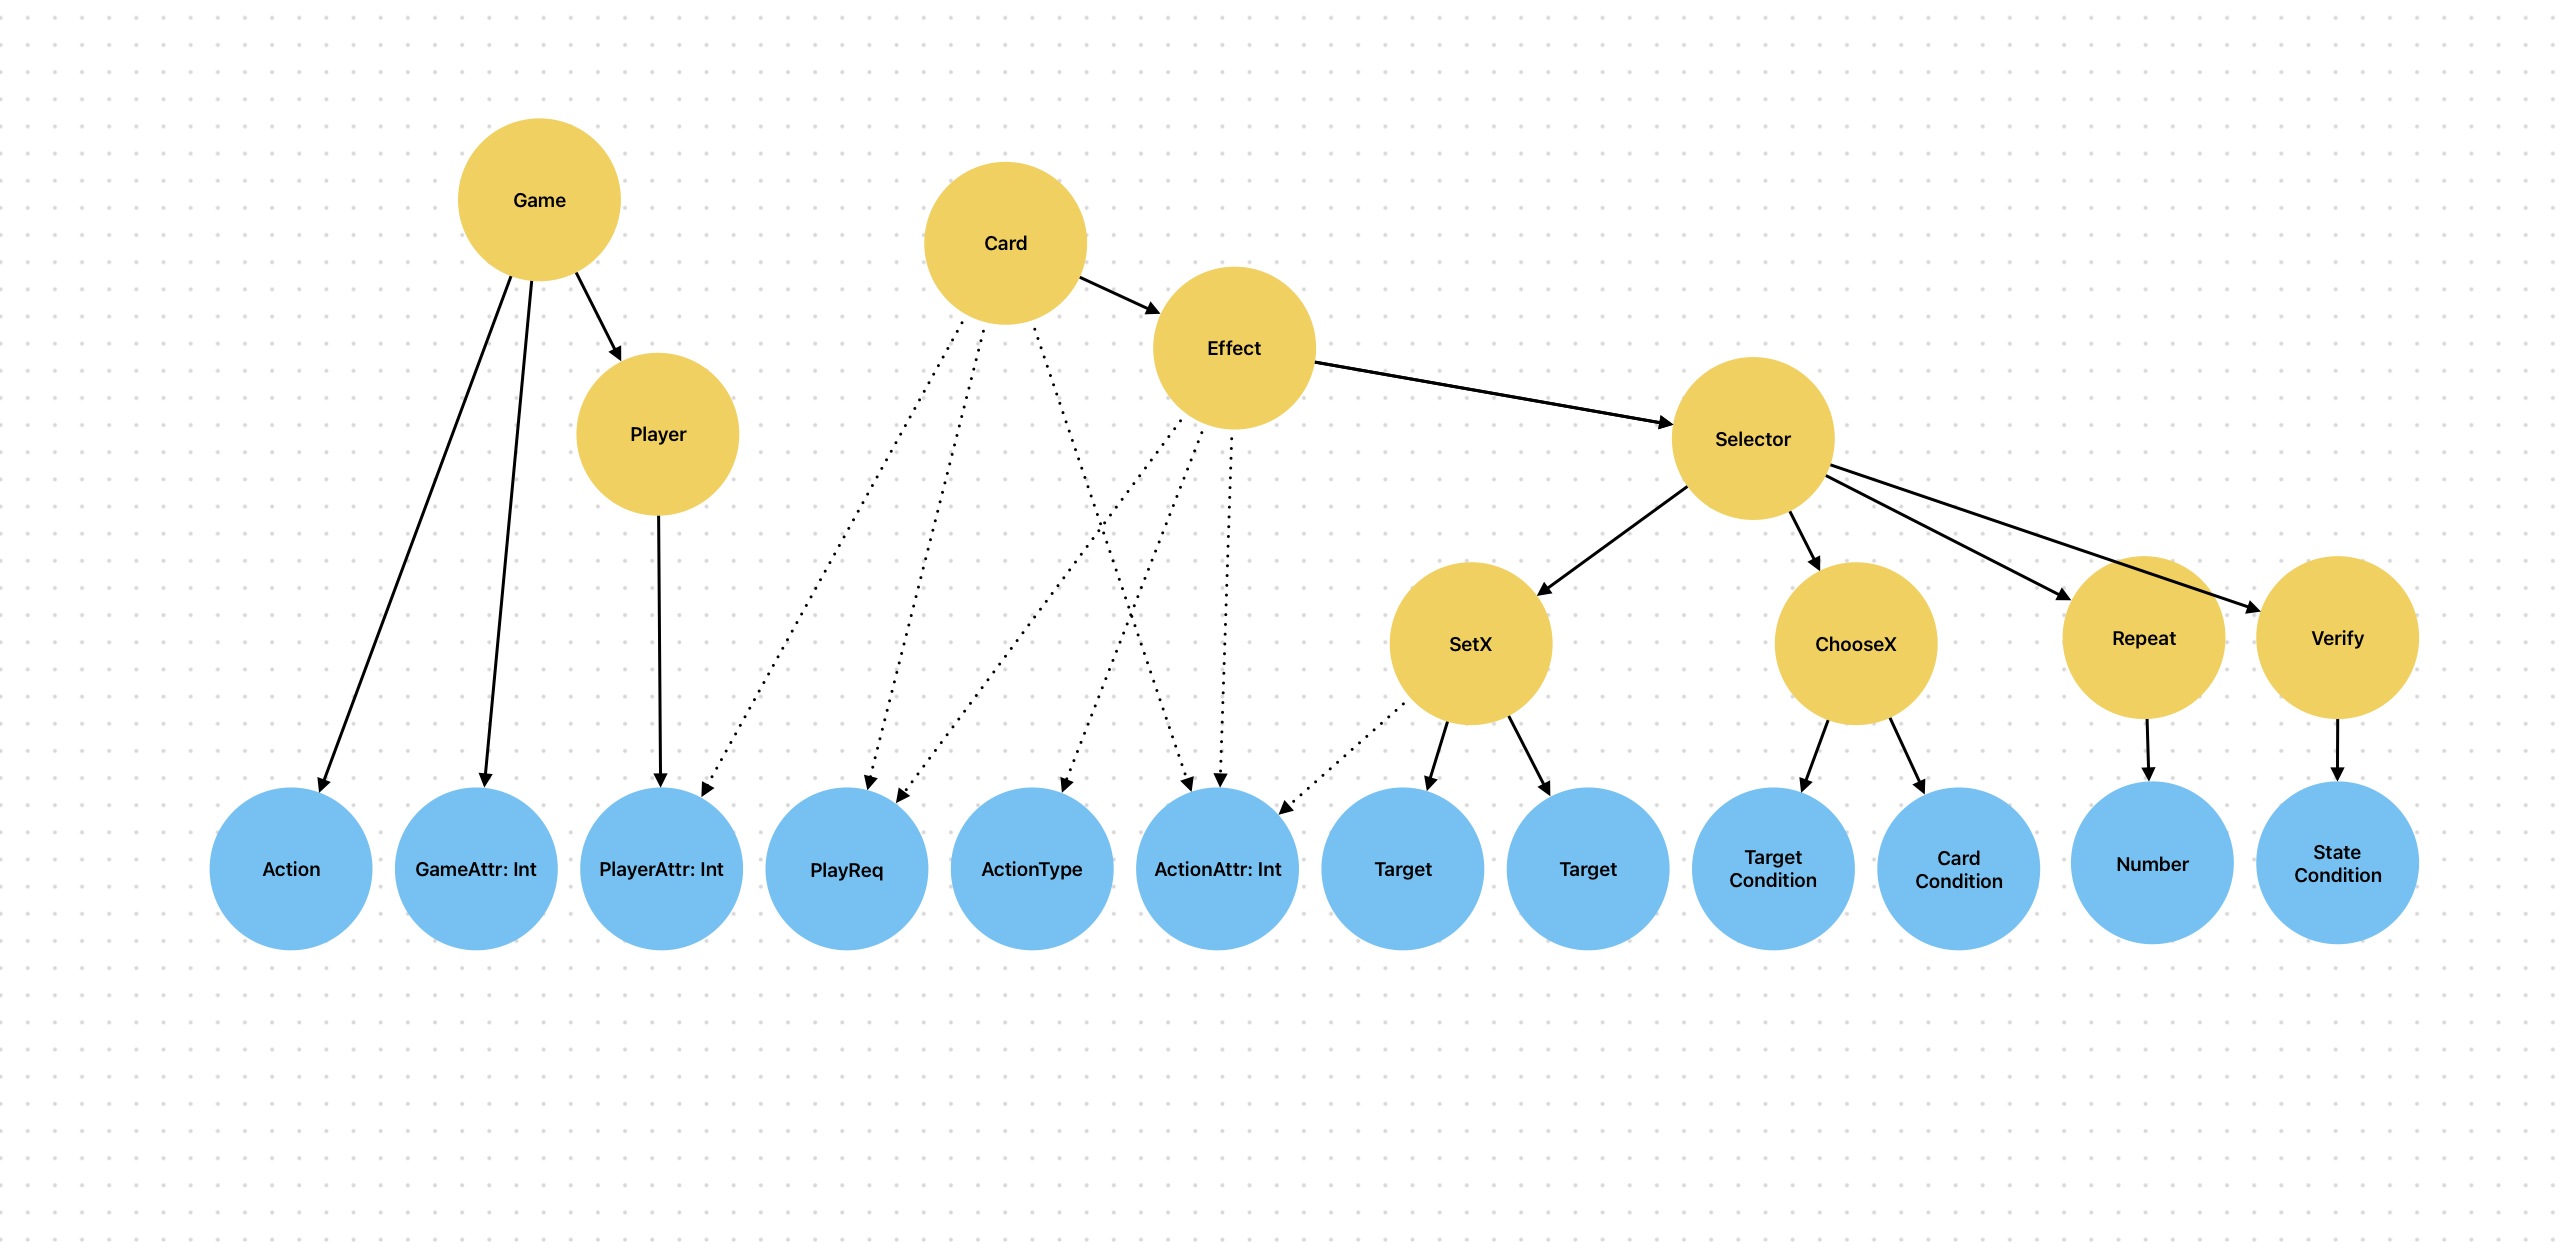 Game
Card
Effect
Player
Selector
SetX
ChooseX
Repeat
Verify
Action
GameAttr: Int
PlayerAttr: Int
PlayReq
ActionType
ActionAttr: Int
Target
Target
Target
Condition
Card
Condition
Number
State
Condition